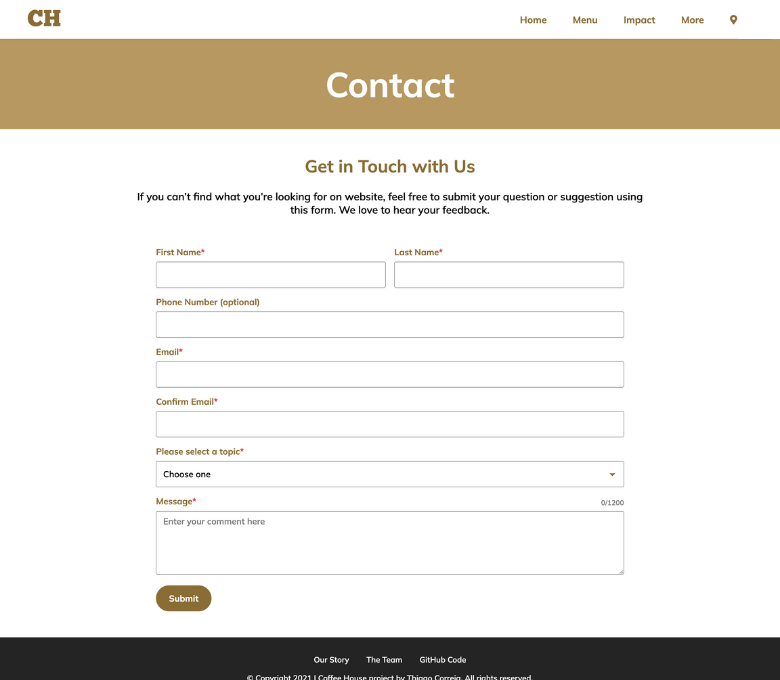 CH
Home Menu Impact More
Contact
Get in Touch with Us
If you can't find what you're looking for on website, feel free to submit your question or suggestion using
this form. We love to hear your feedback.
First Name* Last Name*
Phone Number (optional)
Email*
Confirm Email*
Please select a topic*
Choose one
Message* 0/1200
Enter your comment here
Submit
Our Story The Team GitHub Code
© Copyright 2021 | Coffee House project by Thiago Correia. All rights reserved.